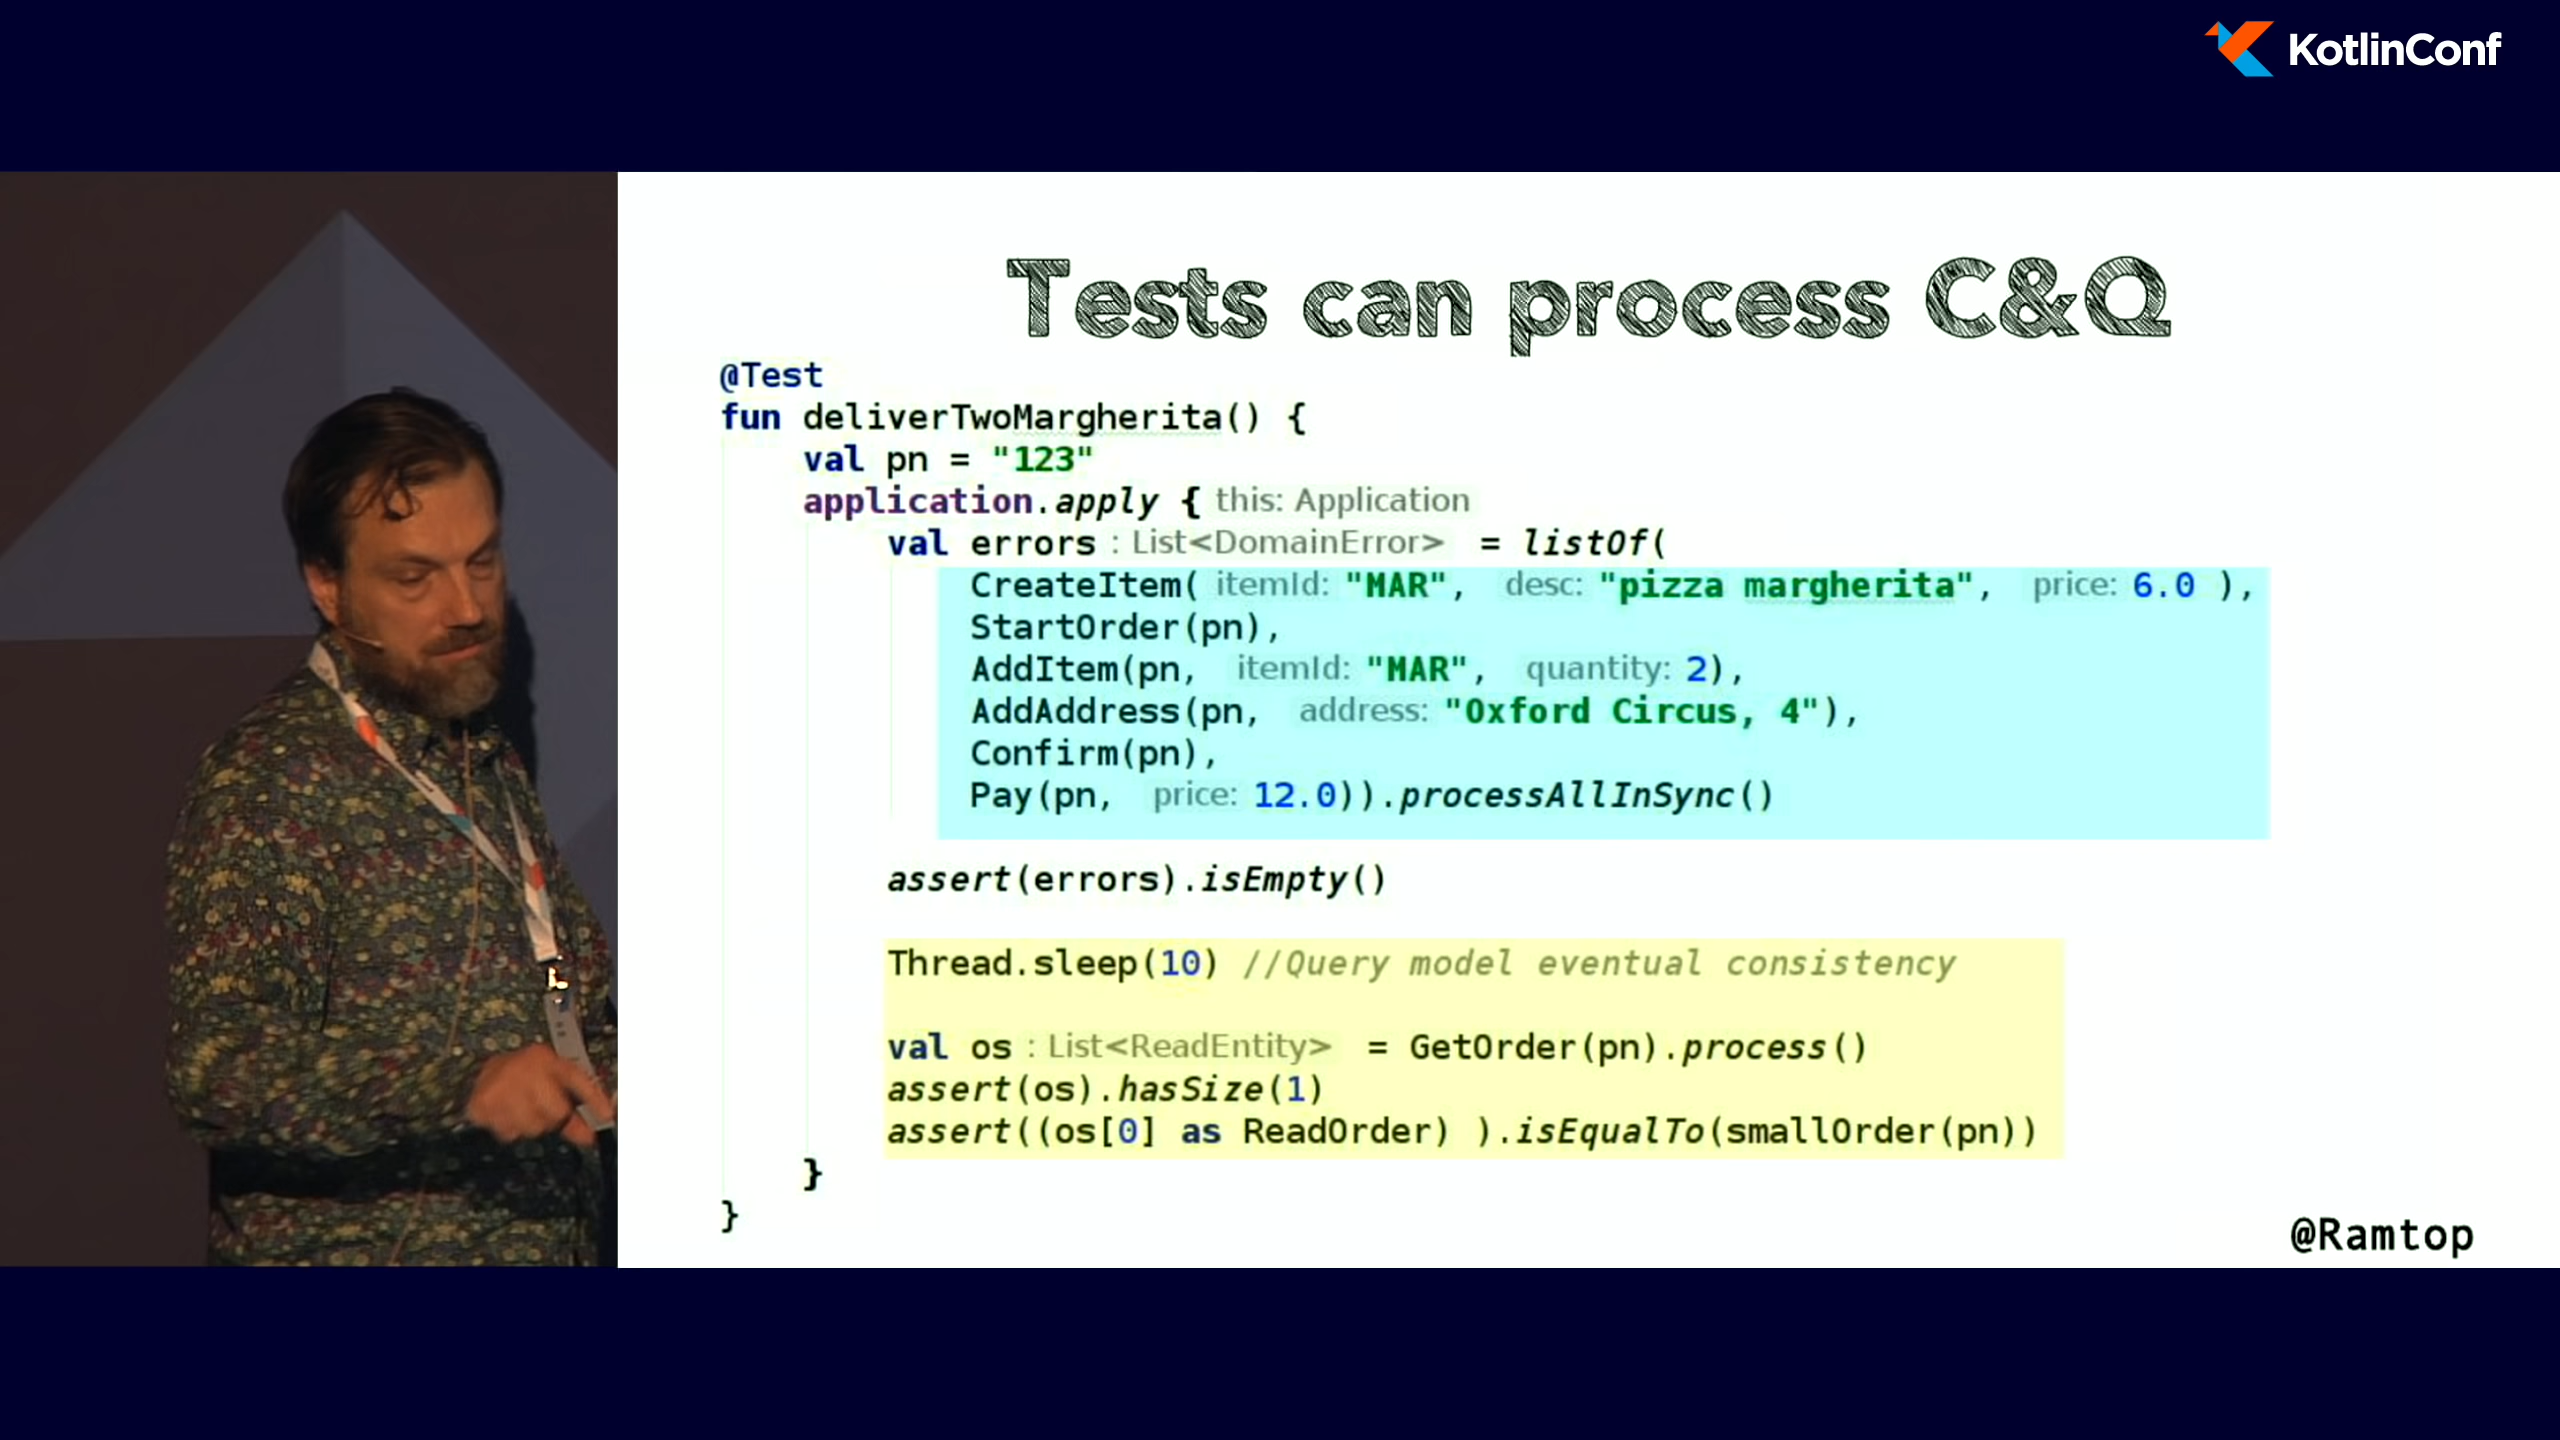 KotlinConf
Tests can process C&Q
@Test
fun deliverTwoMargherita() {
val pn = "123"
application.apply { this: Application
val errors : List<DomainError> = listOf(
CreateItem( itemId: "MAR", desc: "pizza margherita", price: 6.0 ),
StartOrder(pn),
AddItem(pn, itemId: "MAR", quantity: 2),
AddAddress(pn, address: "Oxford Circus, 4"),
Confirm(pn),
Pay(pn, price: 12.0)).processAllInSync()
assert(errors).isEmpty()
Thread.sleep(10) //Query model eventual consistency
val os : List<ReadEntity> = GetOrder(pn).process()
assert(os).hasSize(1)
assert((os[0] as ReadOrder) ).isEqualTo(smallOrder(pn))
}
}
@Ramtop